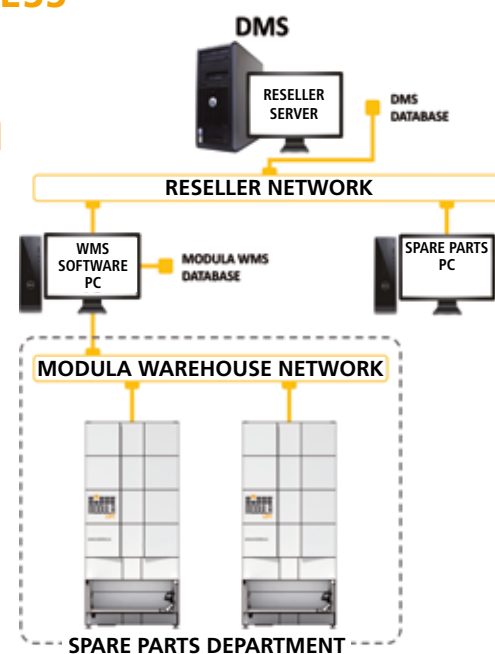 DMS
RESELLER
SERVER
DMS
DATABASE
RESELLER NETWORK
WMS
SOFTWARE
PC
MODULA WMS
DATABASE
SPARE PARTS
PC
MODULA WAREHOUSE NETWORK
SPARE PARTS DEPARTMENT